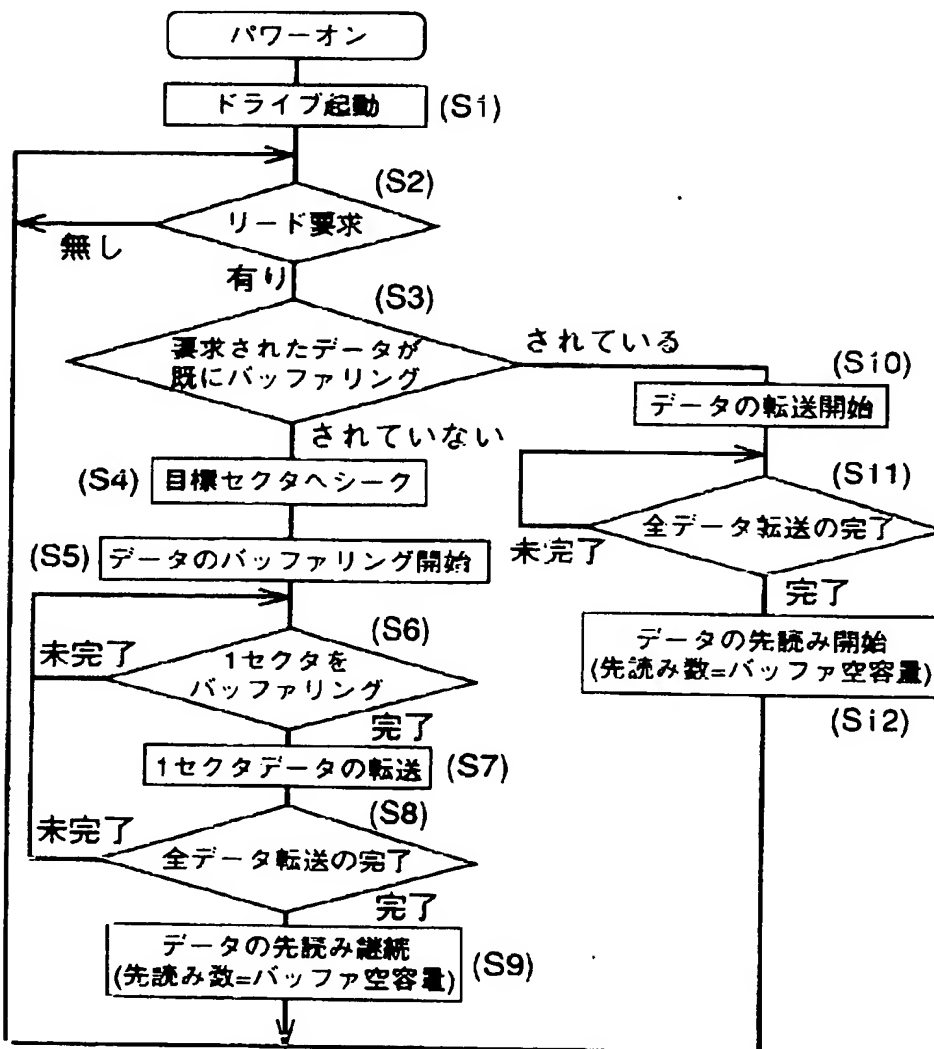 パワーオン
ドライブ起動
(Si)
(S2)
リード要求
無し
有り
(S3)
要求されたデータが
既にバッファリング
されている
されていない
(Si0)
データの転送開始
(S4)
目標セクタへシーク
(Si1)
全データ転送の完了
未完了
完了
(S5)
データのバッファリング開始
データの先読み開始
(先読み数=バッファ空容量)
(Si2)
(S6)
未完了
1セクタを
バッファリング
完了
1セクタデータの転送
(S7)
(S8)
未完了
全データ転送の完了
完了
データの先読み継続
(先読み数=バッファ空容量)
(S9)